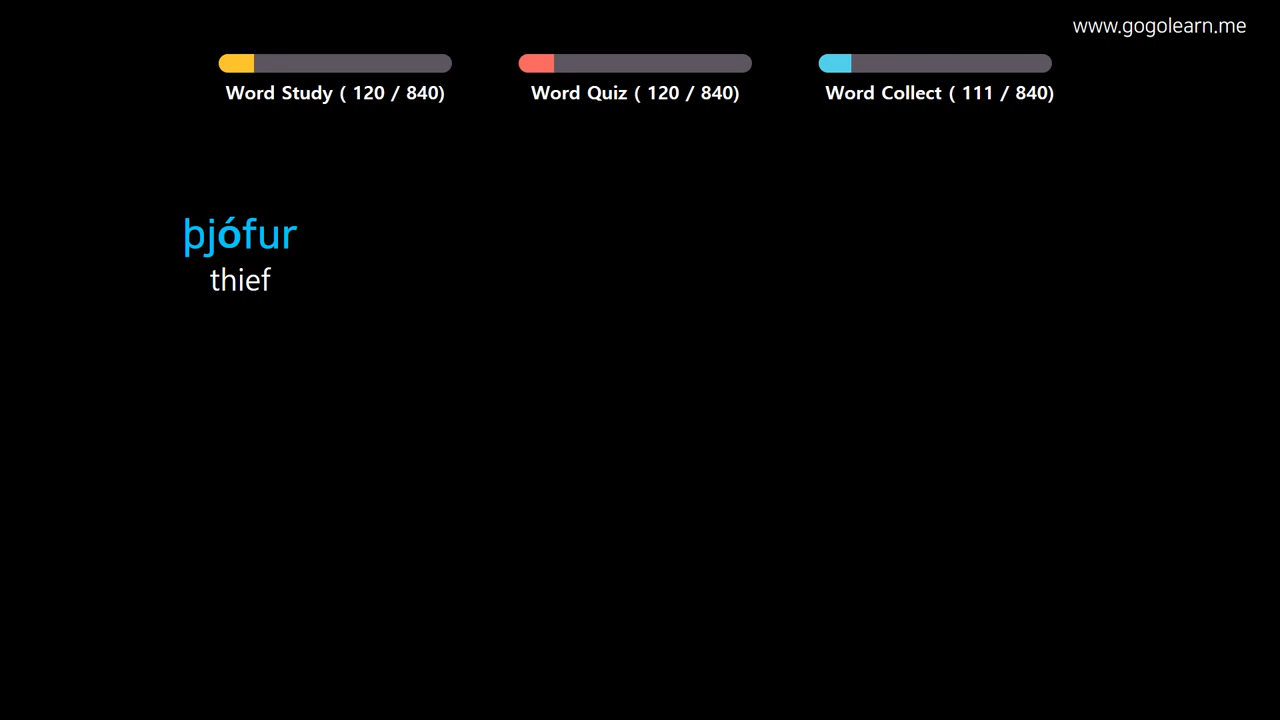 www.gogolearn.me
Word Study ( 120 / 840)
Word Quiz ( 120 / 840)
Word Collect ( 111 / 840)
þjófur
thief